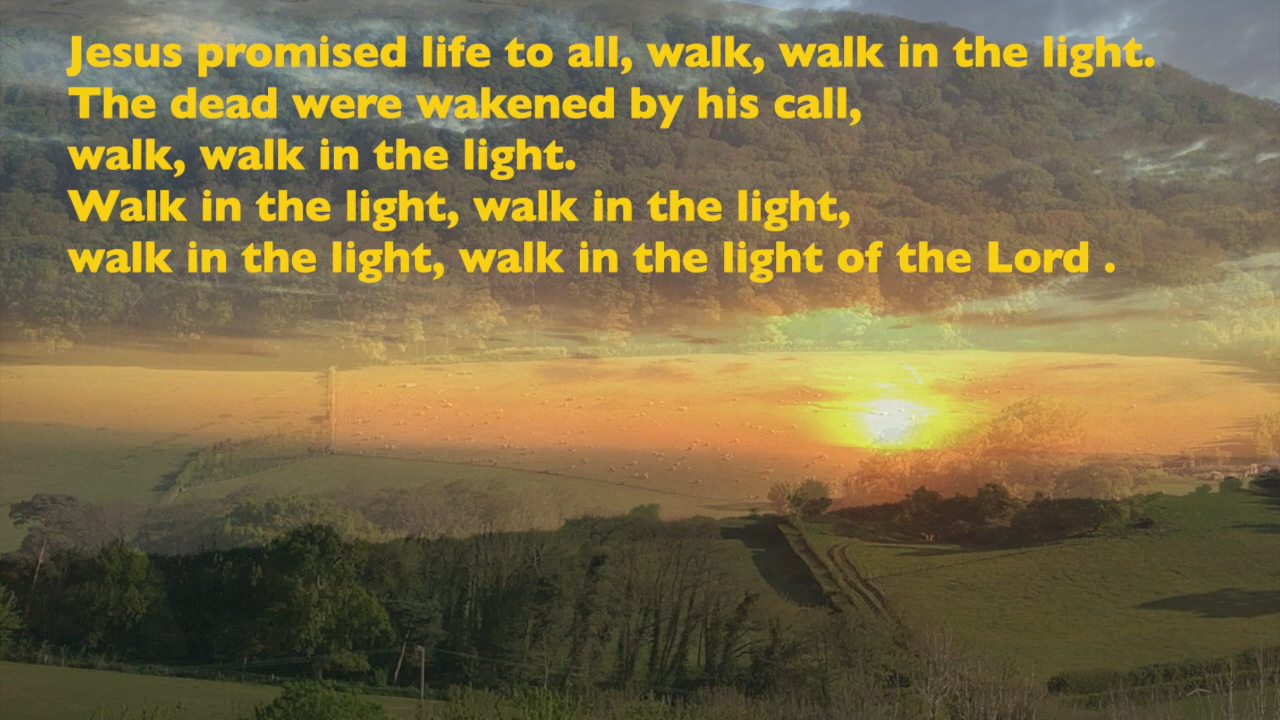 Jesus promised life to all, walk, walk in the light.
The dead were wakened by his call,
walk, walk in the light.
Walk in the light, walk in the light,
walk in the light, walk in the light of the Lord .